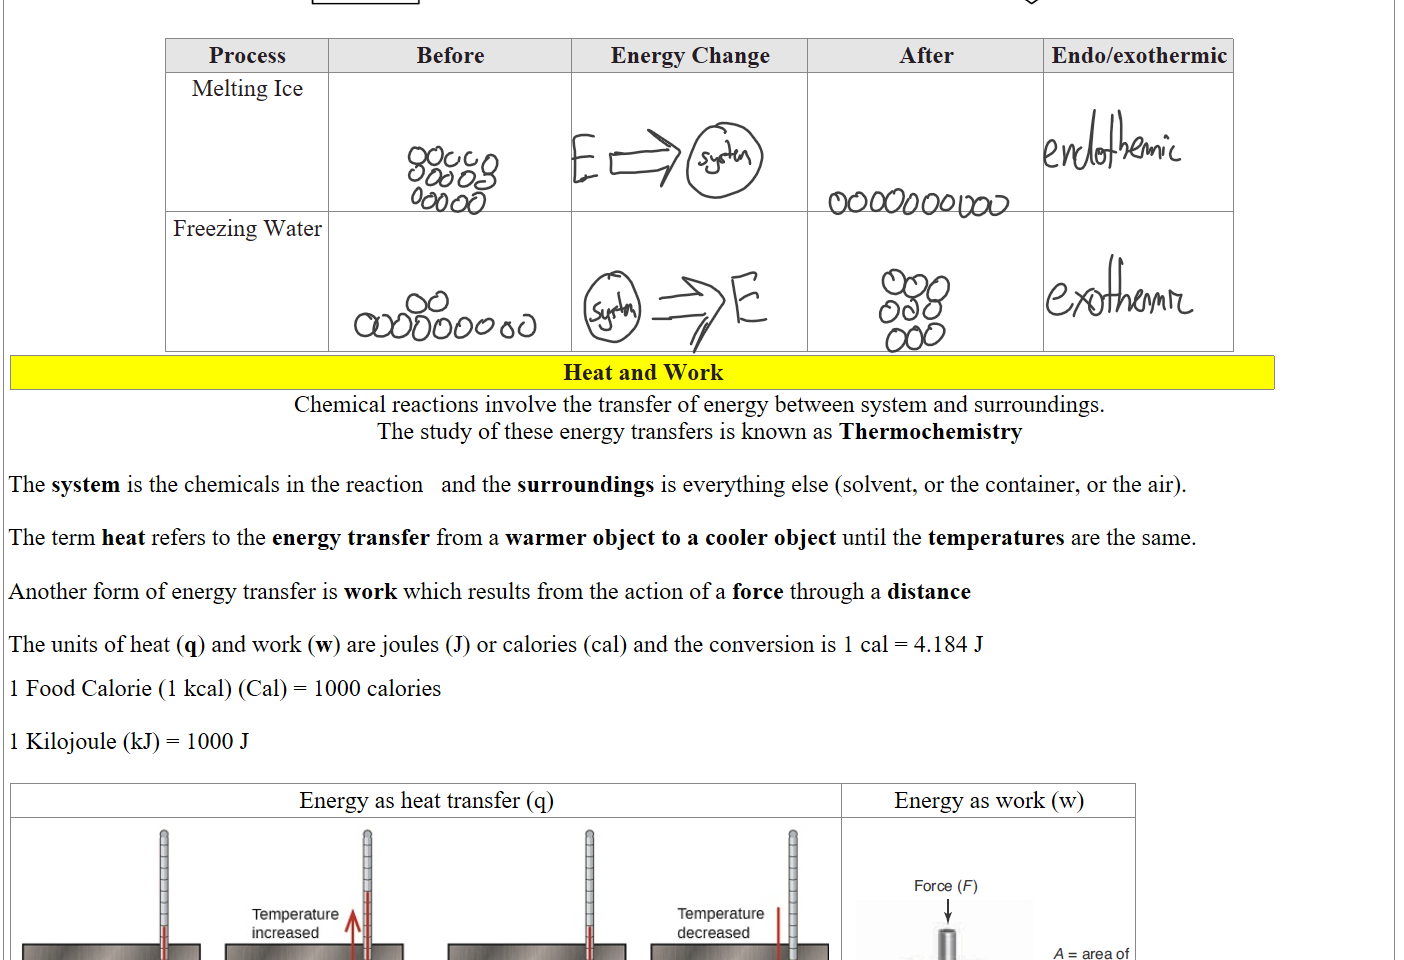 Process Before Energy Change After Endo/exothermic
Melting Ice
E system endothemic
Freezing Water
system E exothermic
Heat and Work
Chemical reactions involve the transfer of energy between system and surroundings.
The study of these energy transfers is known as Thermochemistry
The system is the chemicals in the reaction and the surroundings is everything else (solvent, or the container, or the air).
The term heat refers to the energy transfer from a warmer object to a cooler object until the temperatures are the same.
Another form of energy transfer is work which results from the action of a force through a distance
The units of heat (q) and work (w) are joules (J) or calories (cal) and the conversion is 1 cal = 4.184 J
1 Food Calorie (1 kcal) (Cal) = 1000 calories
1 Kilojoule (kJ) = 1000 J
Energy as heat transfer (q) Energy as work (w)
Force (F)
Temperature
increased
Temperature
decreased
A = area of